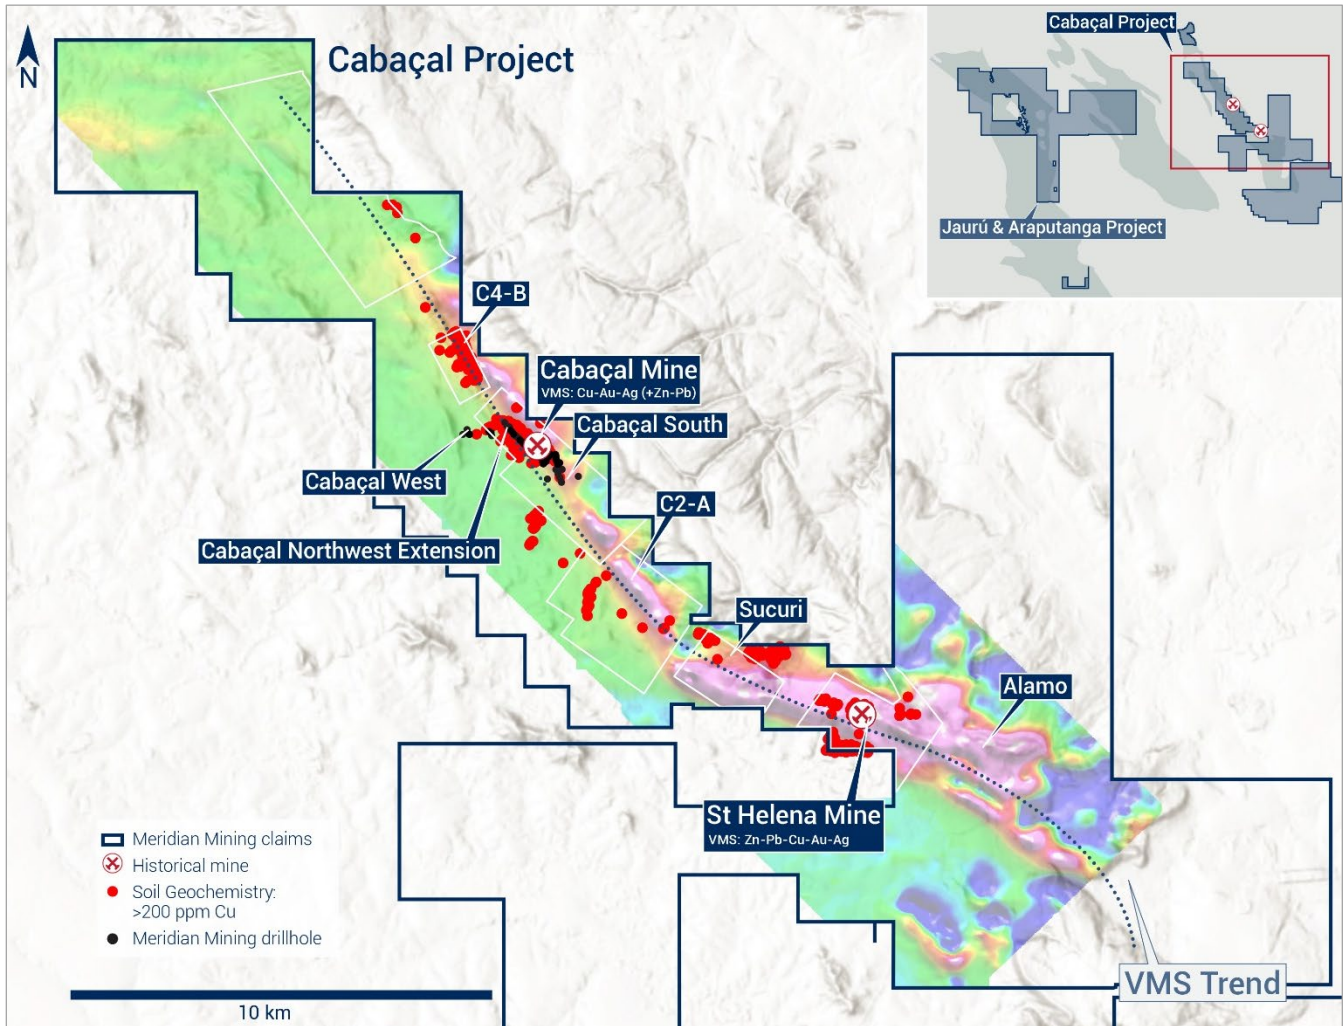 N
Cabaçal Project
Cabaçal Project
Jaurú & Araputanga Project
C4-B
Cabaçal Mine
VMS: Cu-Au-Ag (+Zn-Pb)
Cabaçal South
Cabaçal West
C2-A
Cabaçal Northwest Extension
Sucuri
Alamo
St Helena Mine
VMS: Zn-Pb-Cu-Au-Ag
Meridian Mining claims
Historical mine
Soil Geochemistry:
>200 ppm Cu
Meridian Mining drillhole
VMS Trend
10 km